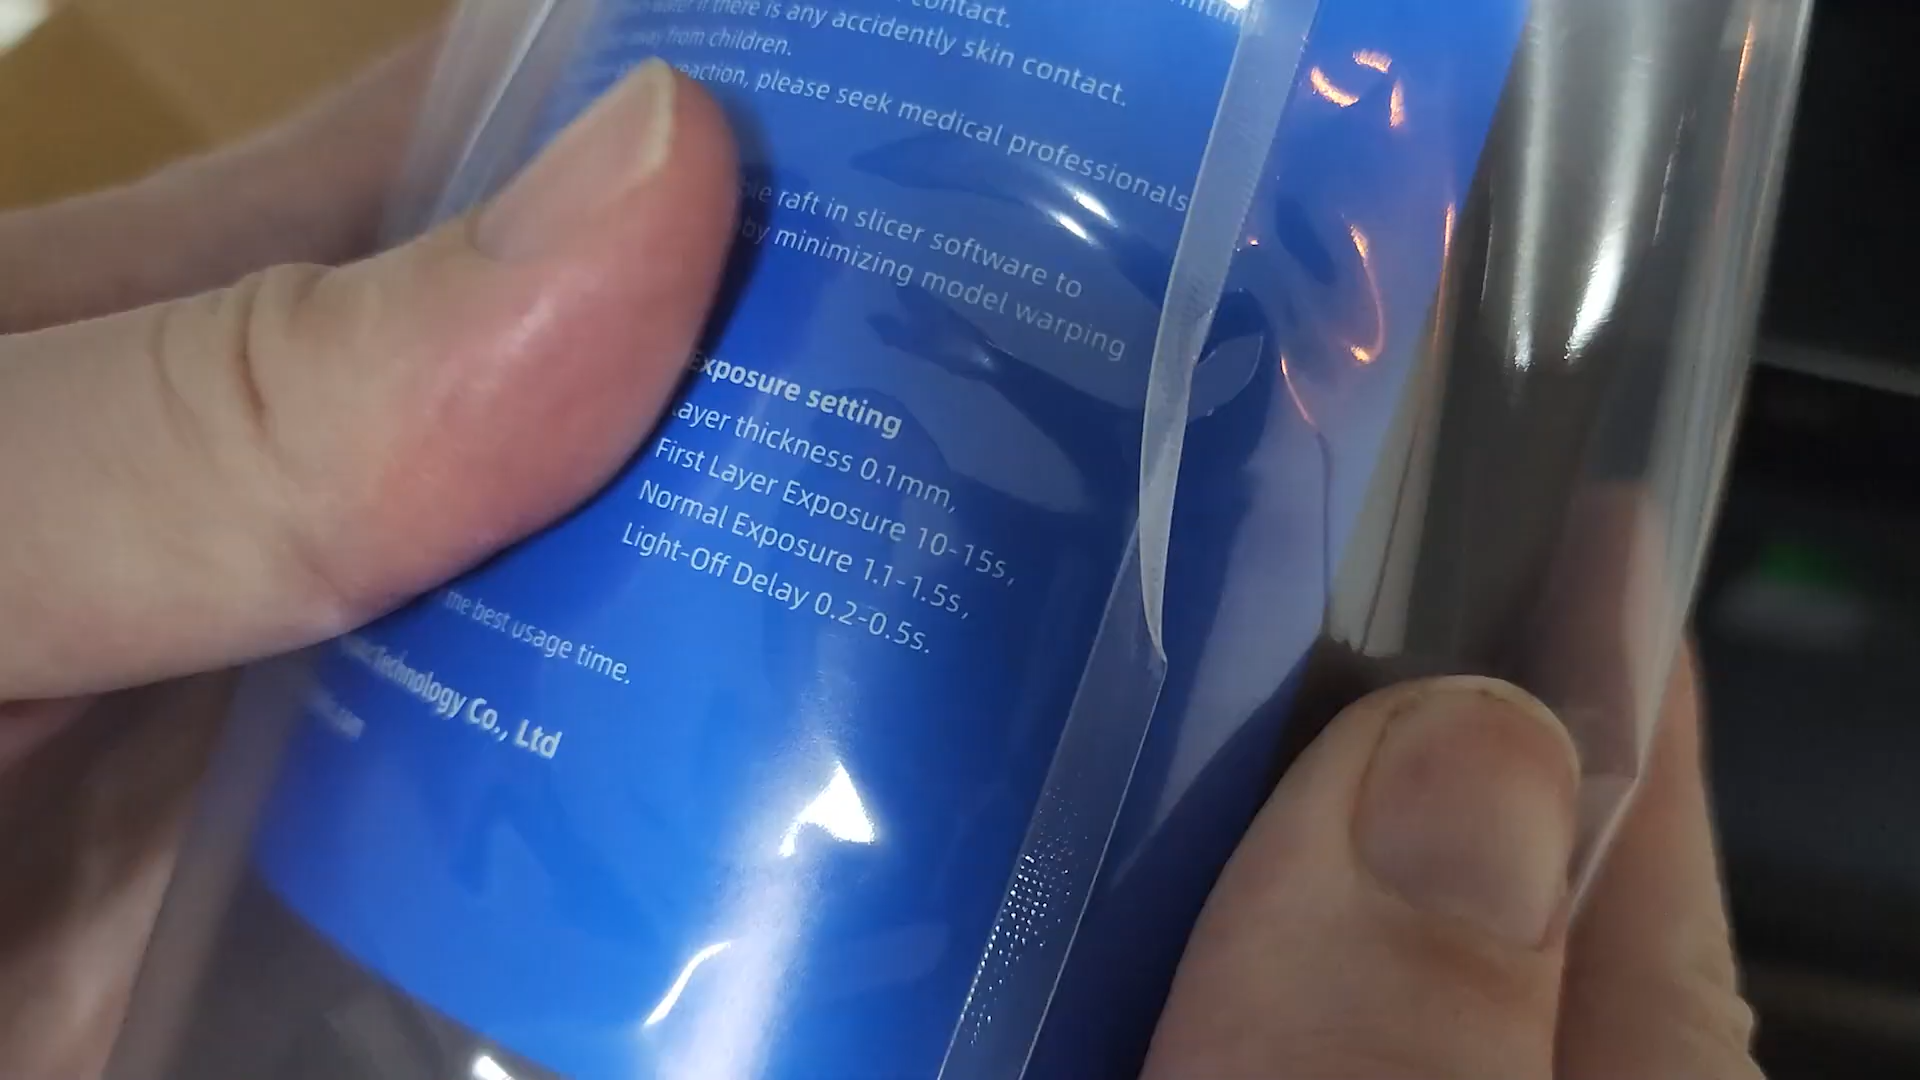 contact.
if there is any accidently skin contact.
away from children.
reaction, please seek medical professionals
raft in slicer software to
by minimizing model warping
Exposure setting
Layer thickness 0.1mm,
First Layer Exposure 10-15s,
Normal Exposure 1.1-1.5s,
Light-Off Delay 0.2-0.5s.
the best usage time.
Technology Co., Ltd